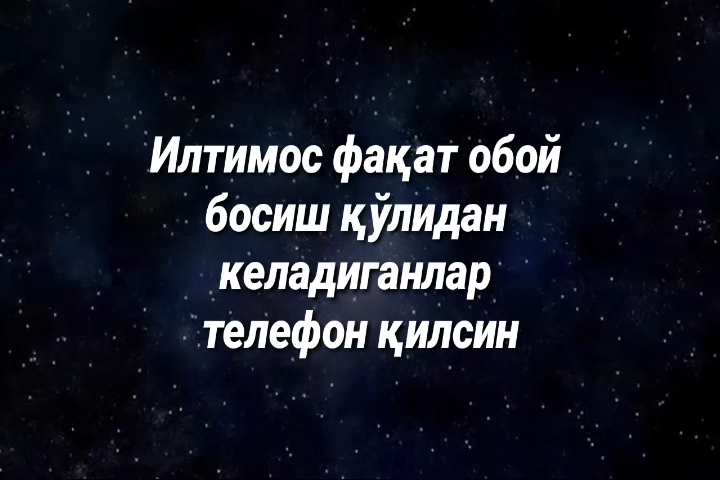 Илтимос фақат обой
босиш қўлидан
келадиганлар
телефон қилсин